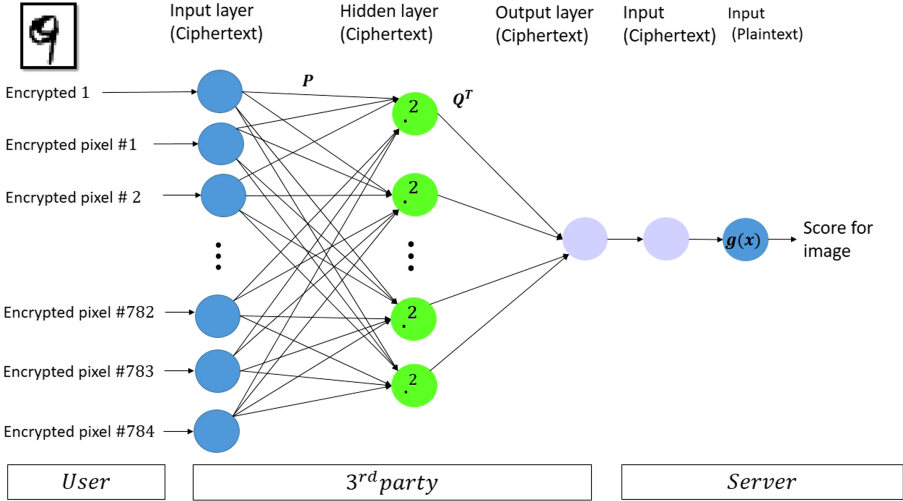 Input layer
(Ciphertext)
Hidden layer
(Ciphertext)
Output layer
(Ciphertext)
Input
(Ciphertext)
Input
(Plaintext)
9
Encrypted 1
Encrypted pixel #1
Encrypted pixel # 2
Encrypted pixel #782
Encrypted pixel #783
Encrypted pixel #784
P
Q^T
.²
.²
.²
.²
g(x)
Score for
image
User
3^rd party
Server